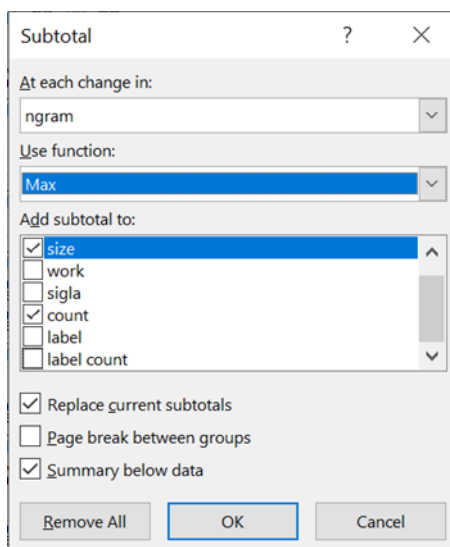 Subtotal ?
At each change in:
ngram
Use function:
Max
Add subtotal to:
size
work
sigla
count
label
label count
Replace current subtotals
Page break between groups
Summary below data
Remove All OK Cancel